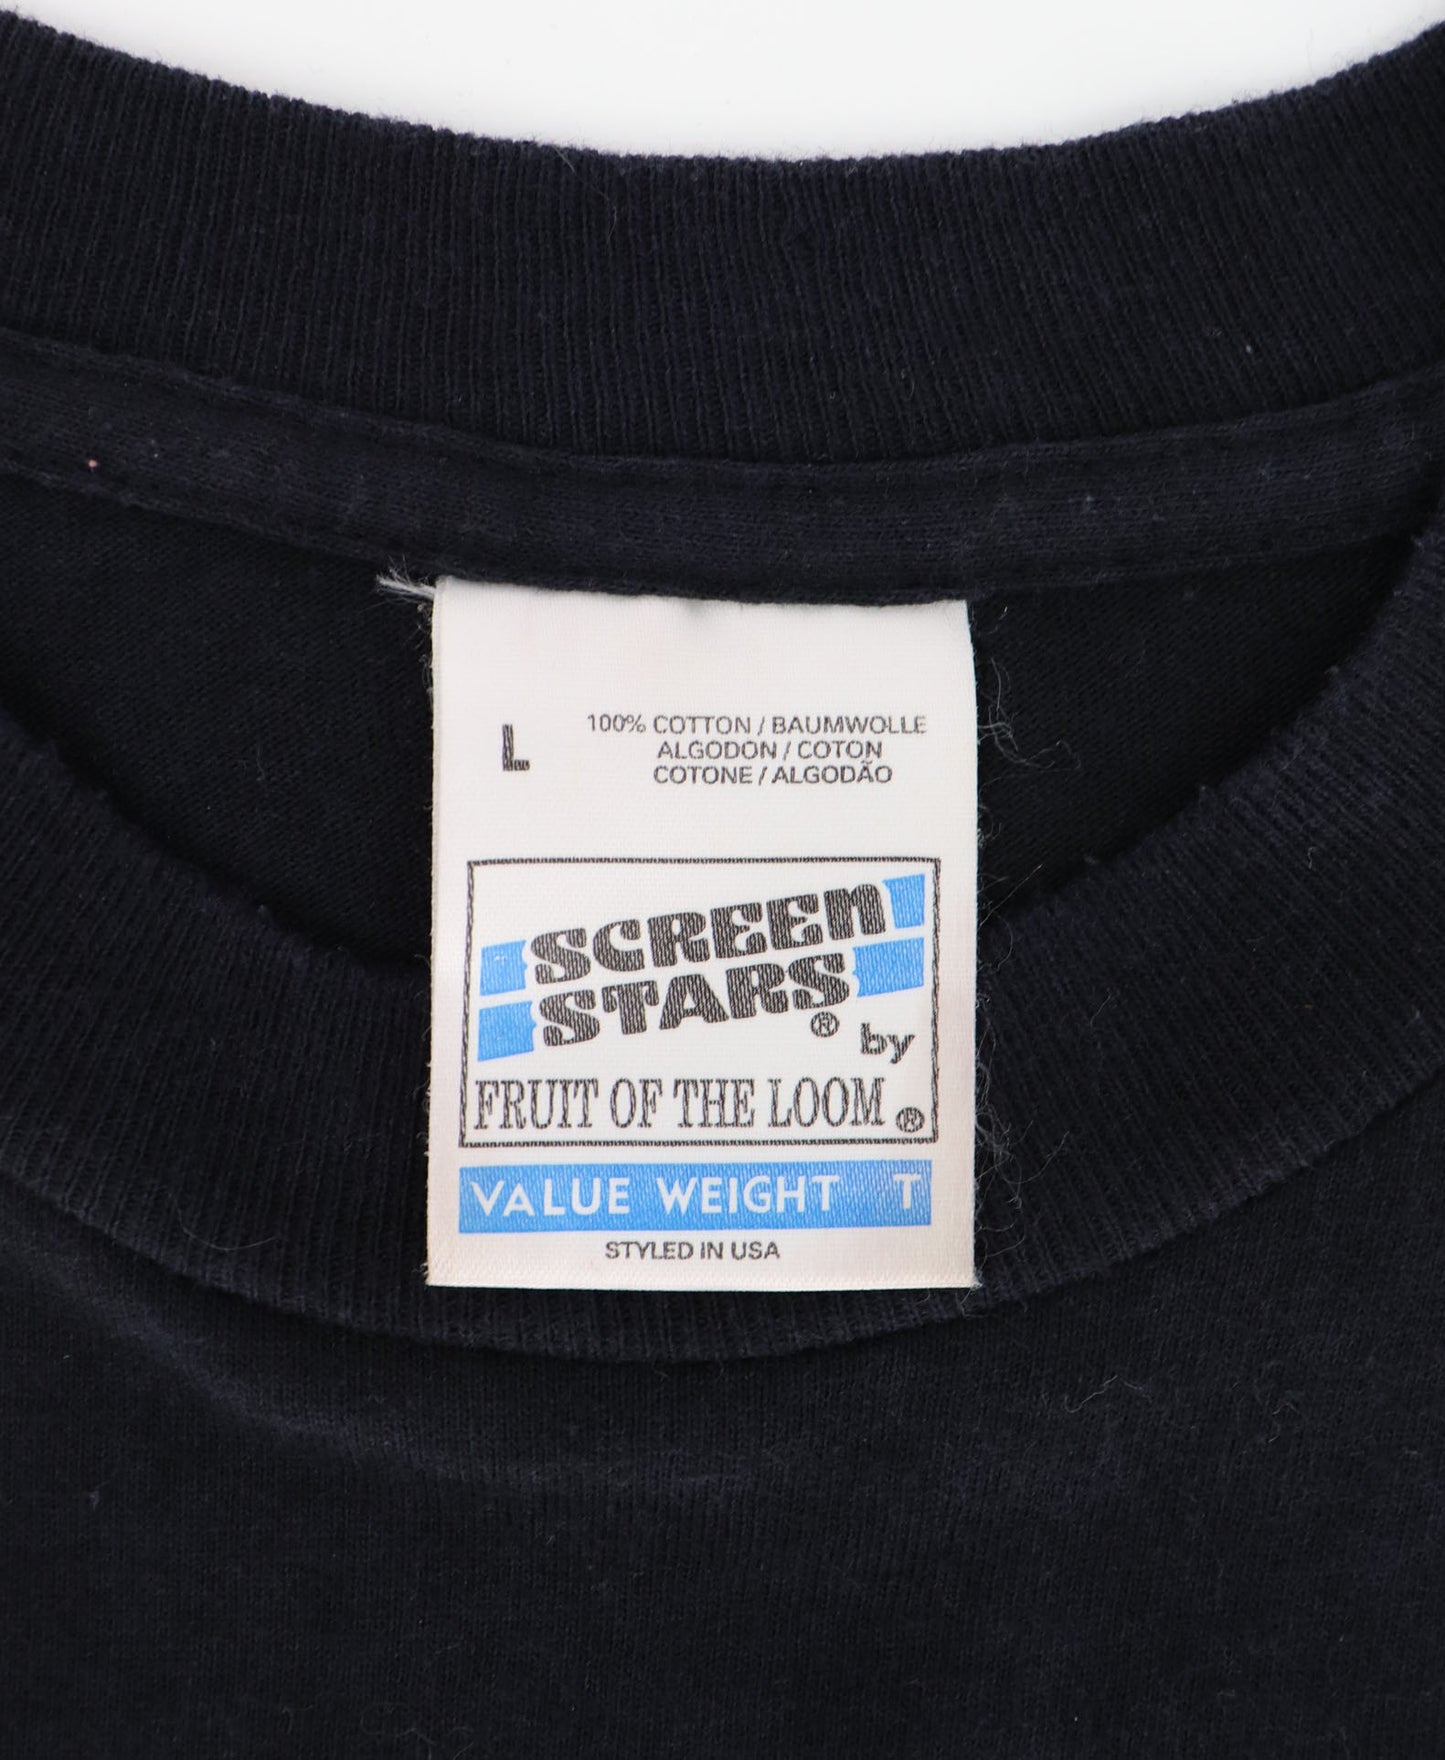 L
100% COTTON / BAUMWOLLE
ALGODON / COTON
COTONE / ALGODÃO
SCREEN
STARS® by
FRUIT OF THE LOOM®
VALUE WEIGHT T
STYLED IN USA